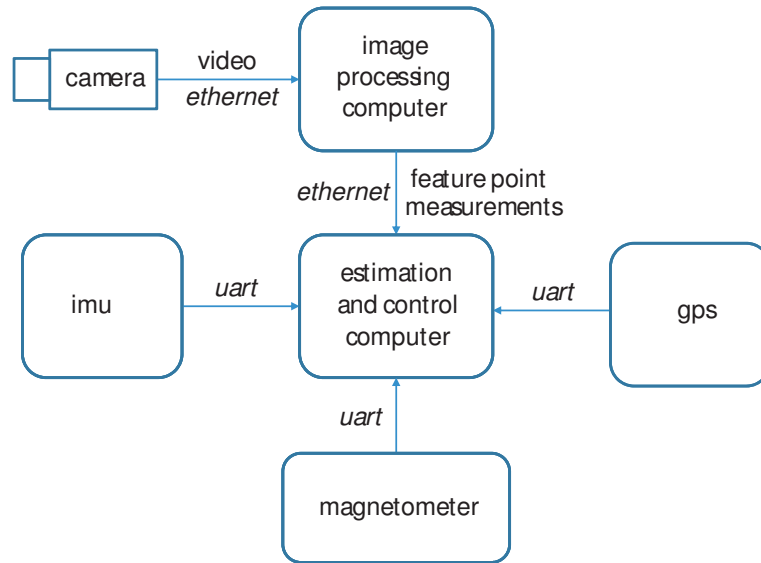 camera
video
ethernet
image
processing
computer
ethernet
feature point
measurements
imu
uart
estimation
and control
computer
uart
gps
uart
magnetometer